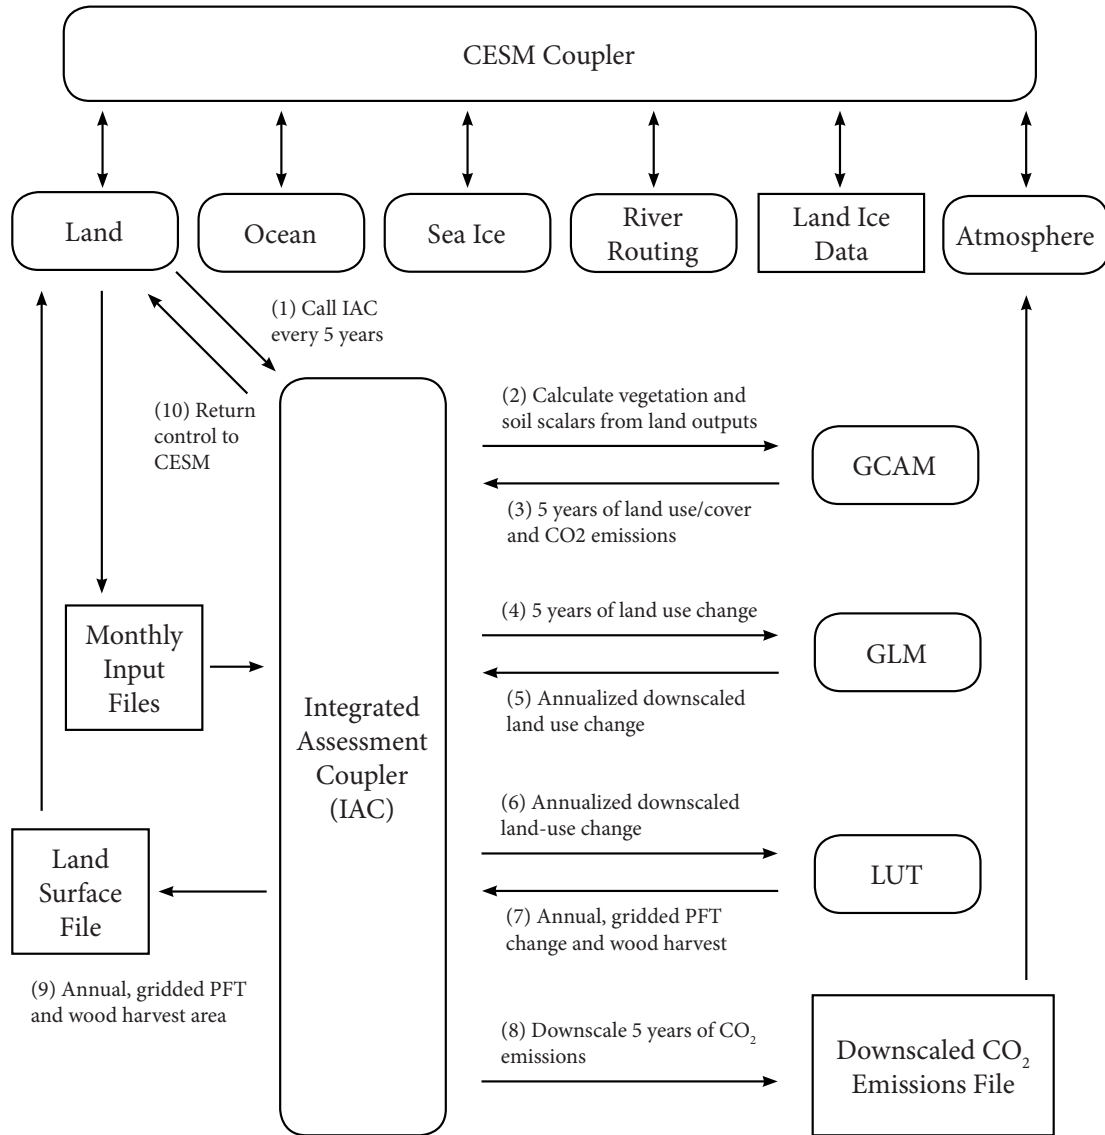 CESM Coupler
Land
Ocean
Sea Ice
River
Routing
Land Ice
Data
Atmosphere
(1) Call IAC
every 5 years
(10) Return
control to
CESM
(2) Calculate vegetation and
soil scalars from land outputs
GCAM
(3) 5 years of land use/cover
and CO2 emissions
Monthly
Input
Files
(4) 5 years of land use change
GLM
(5) Annualized downscaled
land use change
Integrated
Assessment
Coupler
(IAC)
(6) Annualized downscaled
land-use change
Land
Surface
File
LUT
(7) Annual, gridded PFT
change and wood harvest
(9) Annual, gridded PFT
and wood harvest area
(8) Downscale 5 years of CO₂
emissions
Downscaled CO₂
Emissions File